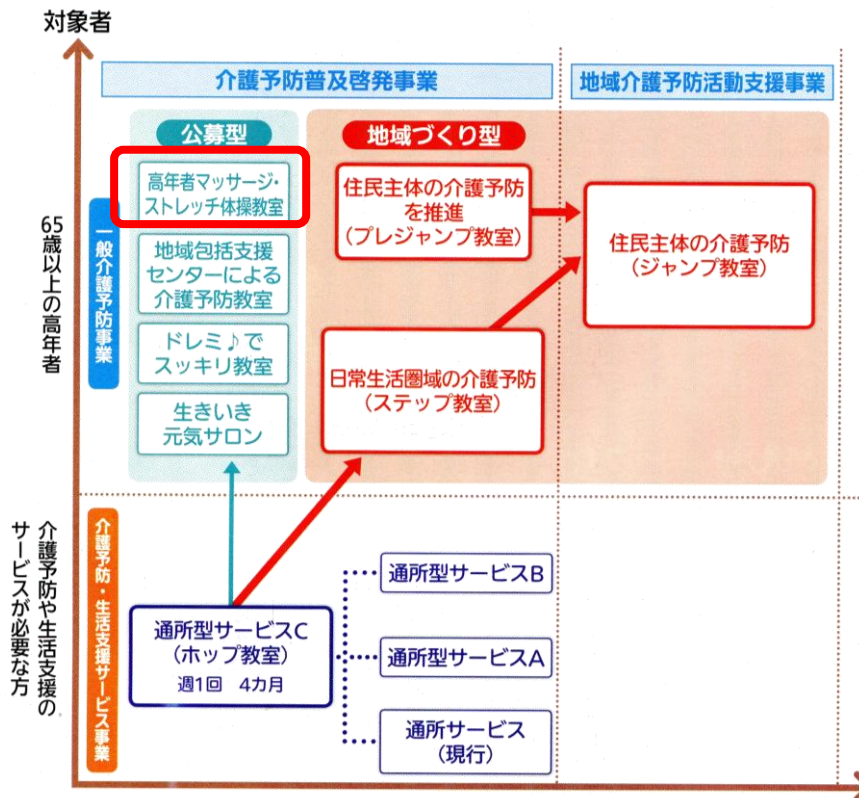 対象者
介護予防普及啓発事業
地域介護予防活動支援事業
公募型
地域づくり型
65歳以上の高年者
一般介護予防事業
高年者マッサージ・
ストレッチ体操教室
地域包括支援
センターによる
介護予防教室
ドレミ♪で
スッキリ教室
生きいき
元気サロン
住民主体の介護予防
を推進
(プレジャンプ教室)
住民主体の介護予防
(ジャンプ教室)
日常生活圏域の介護予防
(ステップ教室)
介護予防や生活支援の
サービスが必要な方
介護予防・生活支援サービス事業
通所型サービスC
(ホップ教室)
週1回 4カ月
通所型サービスB
通所型サービスA
通所サービス
(現行)